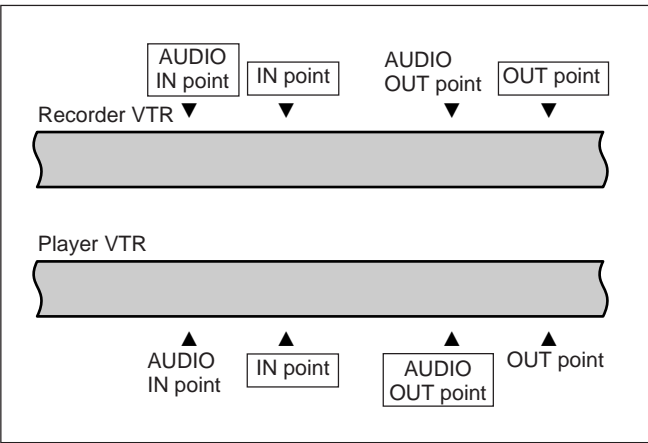 AUDIO
IN point
IN point
AUDIO
OUT point
OUT point
Recorder VTR
Player VTR
AUDIO
IN point
IN point
AUDIO
OUT point
OUT point